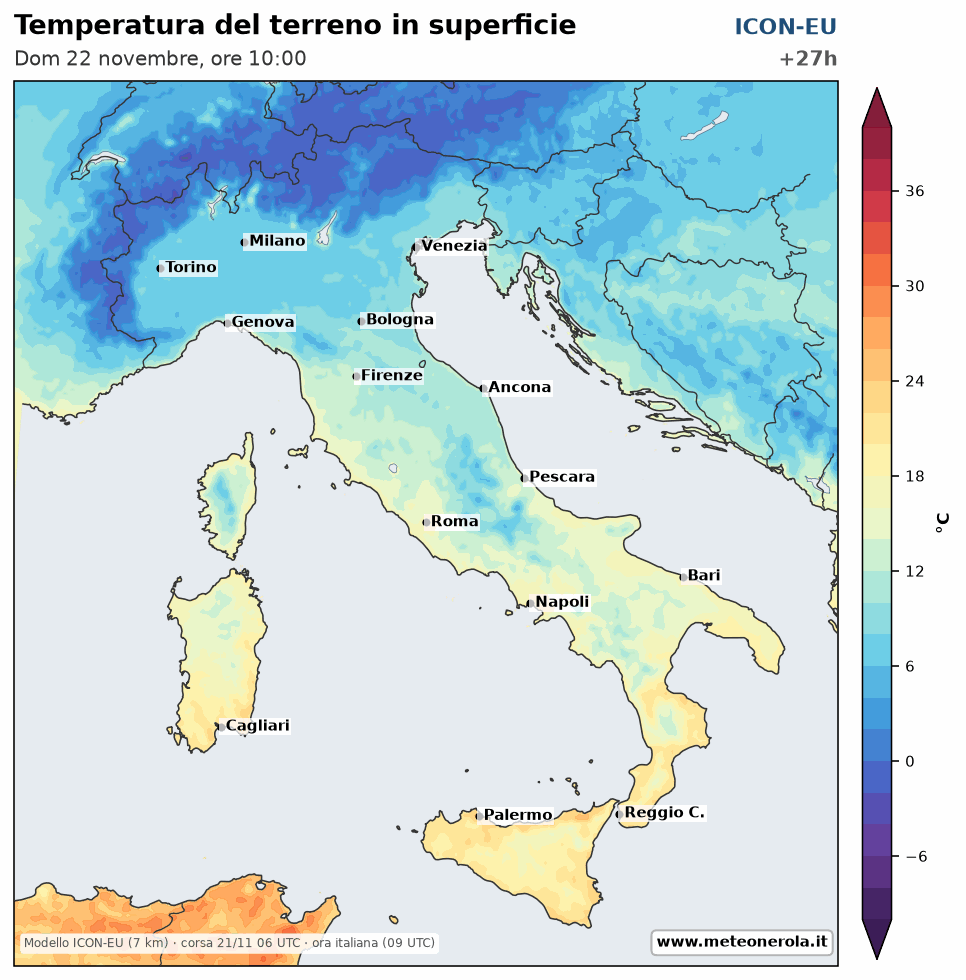 Temperatura del terreno in superficie
ICON-EU
Dom 22 novembre, ore 10:00
+27h
Milano
Venezia
Torino
Genova
Bologna
Firenze
Ancona
Pescara
Roma
Bari
Napoli
Cagliari
Palermo
Reggio C.
36
30
24
18
12
6
0
−6
°C
Modello ICON-EU (7 km) · corsa 21/11 06 UTC · ora italiana (09 UTC)
www.meteonerola.it